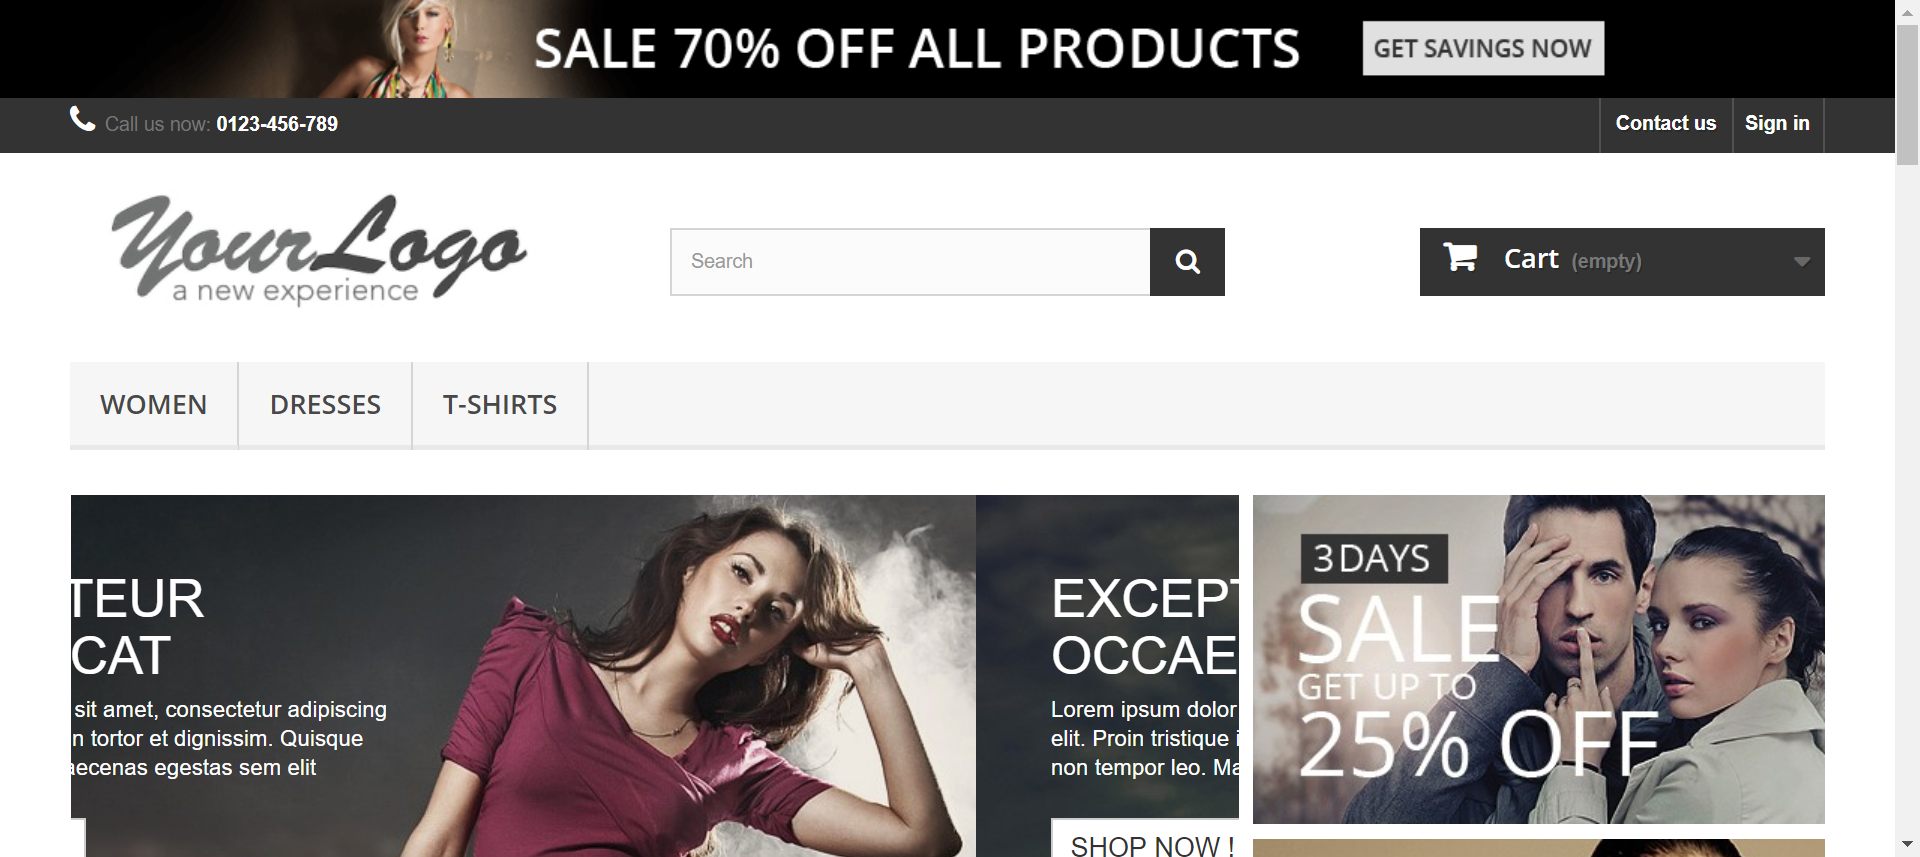 SALE 70% OFF ALL PRODUCTS
GET SAVINGS NOW
Call us now: 0123-456-789
Contact us
Sign in
YourLogo
a new experience
Search
Cart (empty)
WOMEN
DRESSES
T-SHIRTS
TEUR
CAT
sit amet, consectetur adipiscing
n tortor et dignissim. Quisque
aecenas egestas sem elit
EXCEPT
OCCAE
Lorem ipsum dolor
elit. Proin tristique i
non tempor leo. Ma
SHOP NOW !
3 DAYS
SALE
GET UP TO
25% OFF